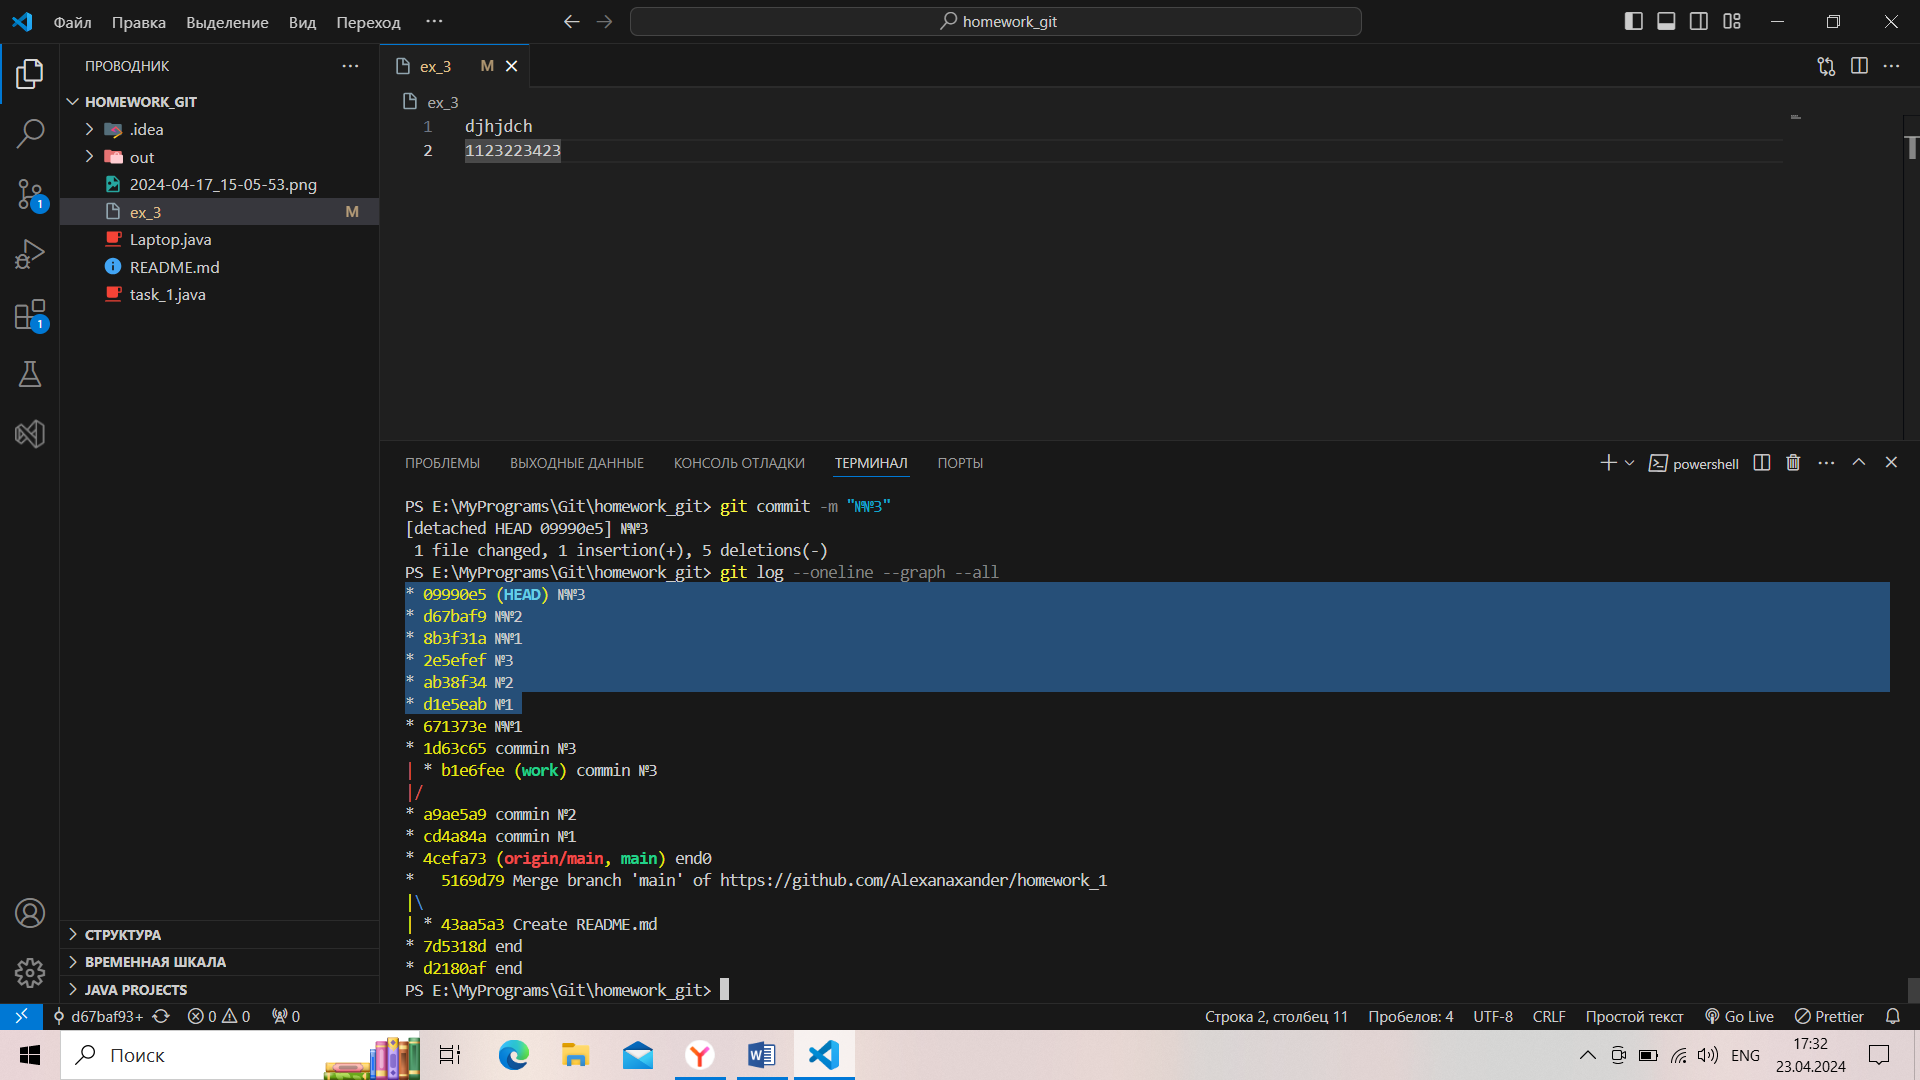 Файл Правка Выделение Вид Переход ···
homework_git
ПРОВОДНИК
HOMEWORK_GIT
.idea
out
2024-04-17_15-05-53.png
ex_3 M
Laptop.java
README.md
task_1.java
1
1
СТРУКТУРА
ВРЕМЕННАЯ ШКАЛА
JAVA PROJECTS
ex_3 M
ex_3
1 djhjdch
2 1123223423
ПРОБЛЕМЫ ВЫХОДНЫЕ ДАННЫЕ КОНСОЛЬ ОТЛАДКИ ТЕРМИНАЛ ПОРТЫ
powershell
PS E:\MyPrograms\Git\homework_git> git commit -m "№№3"
[detached HEAD 09990e5] №№3
1 file changed, 1 insertion(+), 5 deletions(-)
PS E:\MyPrograms\Git\homework_git> git log --oneline --graph --all
* 09990e5 (HEAD) №№3
* d67baf9 №№2
* 8b3f31a №№1
* 2e5efef №3
* ab38f34 №2
* d1e5eab №1
* 671373e №№1
* 1d63c65 commin №3
| * b1e6fee (work) commin №3
|/
* a9ae5a9 commin №2
* cd4a84a commin №1
* 4cefa73 (origin/main, main) end0
*   5169d79 Merge branch 'main' of https://github.com/Alexanaxander/homework_1
|\
| * 43aa5a3 Create README.md
* 7d5318d end
* d2180af end
PS E:\MyPrograms\Git\homework_git>
d67baf93+ 0 0 0 Строка 2, столбец 11 Пробелов: 4 UTF-8 CRLF Простой текст Go Live Prettier
Поиск
ENG
17:32
23.04.2024